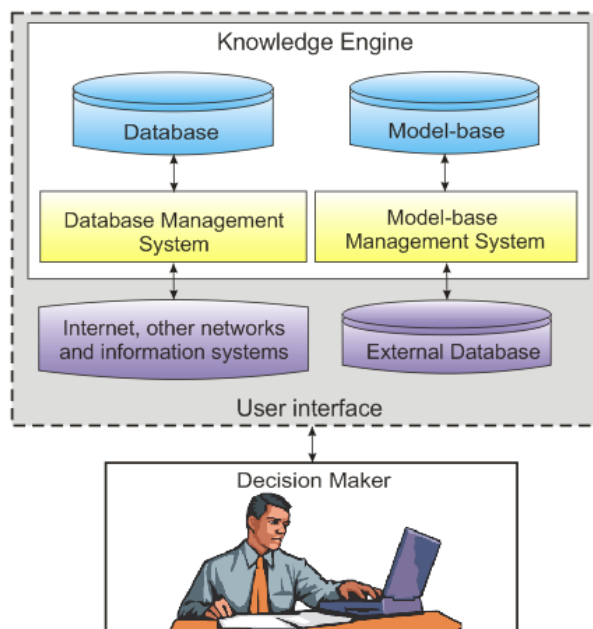 Knowledge Engine
Database
Model-base
Database Management
System
Model-base
Management System
Internet, other networks
and information systems
External Database
User interface
Decision Maker